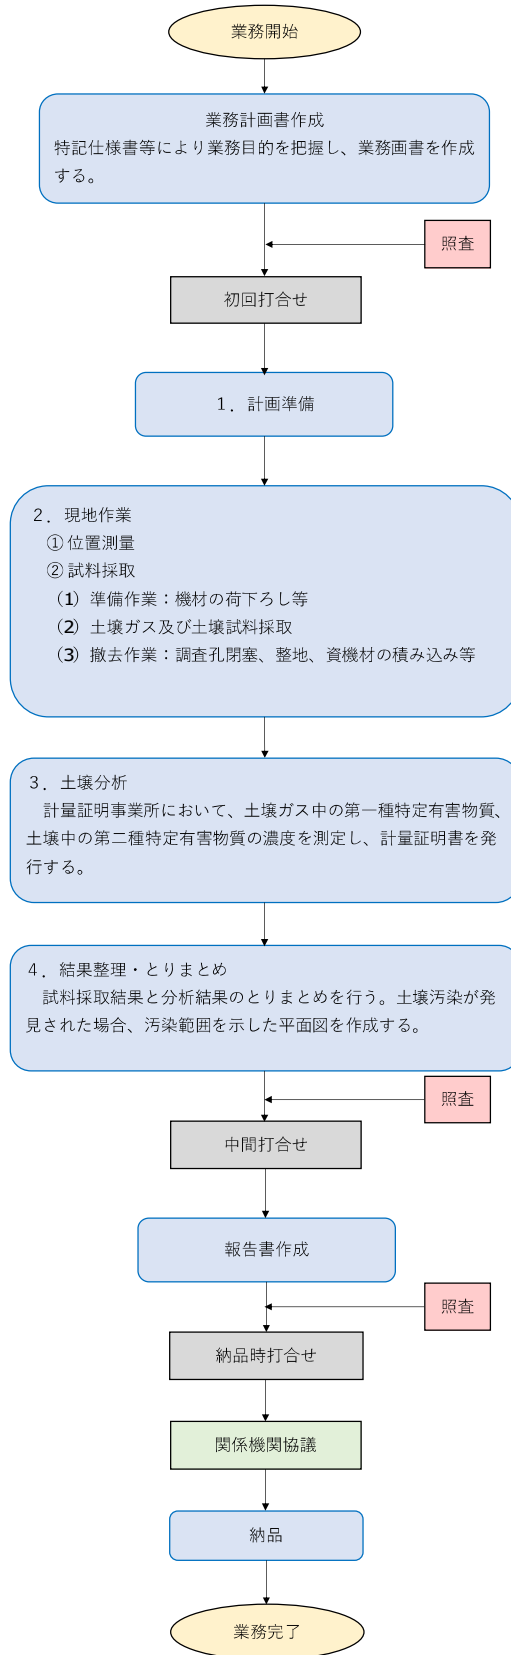 業務開始
業務計画書作成
特記仕様書等により業務目的を把握し、業務画書を作成
する。
照査
初回打合せ
１．計画準備
２．現地作業
① 位置測量
② 試料採取
（1）準備作業：機材の荷下ろし等
（2）土壌ガス及び土壌試料採取
（3）撤去作業：調査孔閉塞、整地、資機材の積み込み等
３．土壌分析
計量証明事業所において、土壌ガス中の第一種特定有害物質、
土壌中の第二種特定有害物質の濃度を測定し、計量証明書を発
行する。
４．結果整理・とりまとめ
試料採取結果と分析結果のとりまとめを行う。土壌汚染が発
見された場合、汚染範囲を示した平面図を作成する。
照査
中間打合せ
報告書作成
照査
納品時打合せ
関係機関協議
納品
業務完了